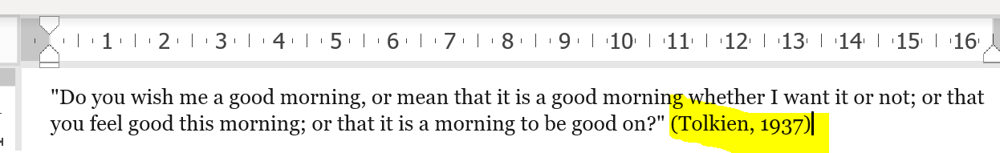 1 2 3 4 5 6 7 8 9 10 11 12 13 14 15 16
"Do you wish me a good morning, or mean that it is a good morning whether I want it or not; or that
you feel good this morning; or that it is a morning to be good on?" (Tolkien, 1937)